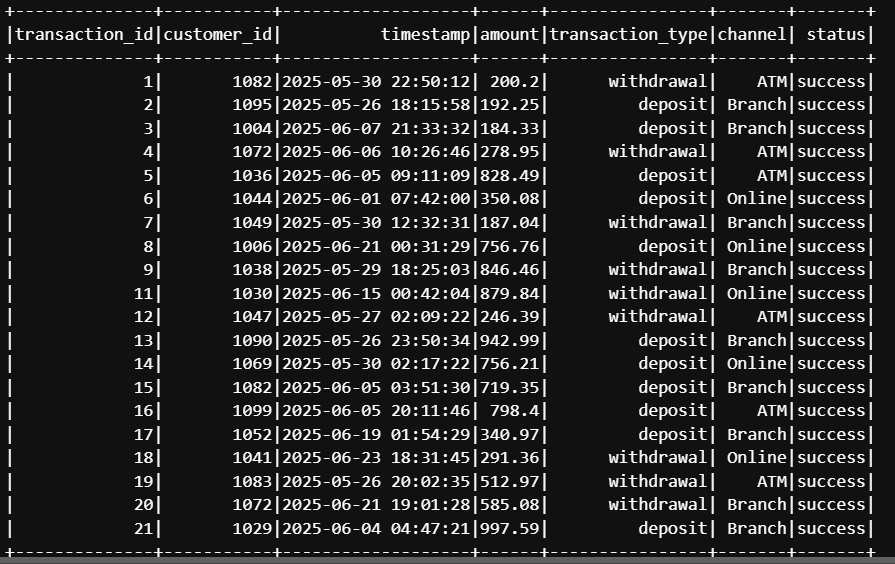 +--------------+-----------+-------------------+------+----------------+-------+-------+
|transaction_id|customer_id|          timestamp|amount|transaction_type|channel| status|
+--------------+-----------+-------------------+------+----------------+-------+-------+
|             1|       1082|2025-05-30 22:50:12| 200.2|      withdrawal|    ATM|success|
|             2|       1095|2025-05-26 18:15:58|192.25|         deposit| Branch|success|
|             3|       1004|2025-06-07 21:33:32|184.33|         deposit| Branch|success|
|             4|       1072|2025-06-06 10:26:46|278.95|      withdrawal|    ATM|success|
|             5|       1036|2025-06-05 09:11:09|828.49|         deposit|    ATM|success|
|             6|       1044|2025-06-01 07:42:00|350.08|         deposit| Online|success|
|             7|       1049|2025-05-30 12:32:31|187.04|      withdrawal| Branch|success|
|             8|       1006|2025-06-21 00:31:29|756.76|         deposit| Online|success|
|             9|       1038|2025-05-29 18:25:03|846.46|      withdrawal| Branch|success|
|            11|       1030|2025-06-15 00:42:04|879.84|      withdrawal| Online|success|
|            12|       1047|2025-05-27 02:09:22|246.39|      withdrawal|    ATM|success|
|            13|       1090|2025-05-26 23:50:34|942.99|         deposit| Branch|success|
|            14|       1069|2025-05-30 02:17:22|756.21|         deposit| Online|success|
|            15|       1082|2025-06-05 03:51:30|719.35|         deposit| Branch|success|
|            16|       1099|2025-06-05 20:11:46| 798.4|         deposit|    ATM|success|
|            17|       1052|2025-06-19 01:54:29|340.97|         deposit| Branch|success|
|            18|       1041|2025-06-23 18:31:45|291.36|      withdrawal| Online|success|
|            19|       1083|2025-05-26 20:02:35|512.97|      withdrawal|    ATM|success|
|            20|       1072|2025-06-21 19:01:28|585.08|      withdrawal| Branch|success|
|            21|       1029|2025-06-04 04:47:21|997.59|         deposit| Branch|success|
+--------------+-----------+-------------------+------+----------------+-------+-------+